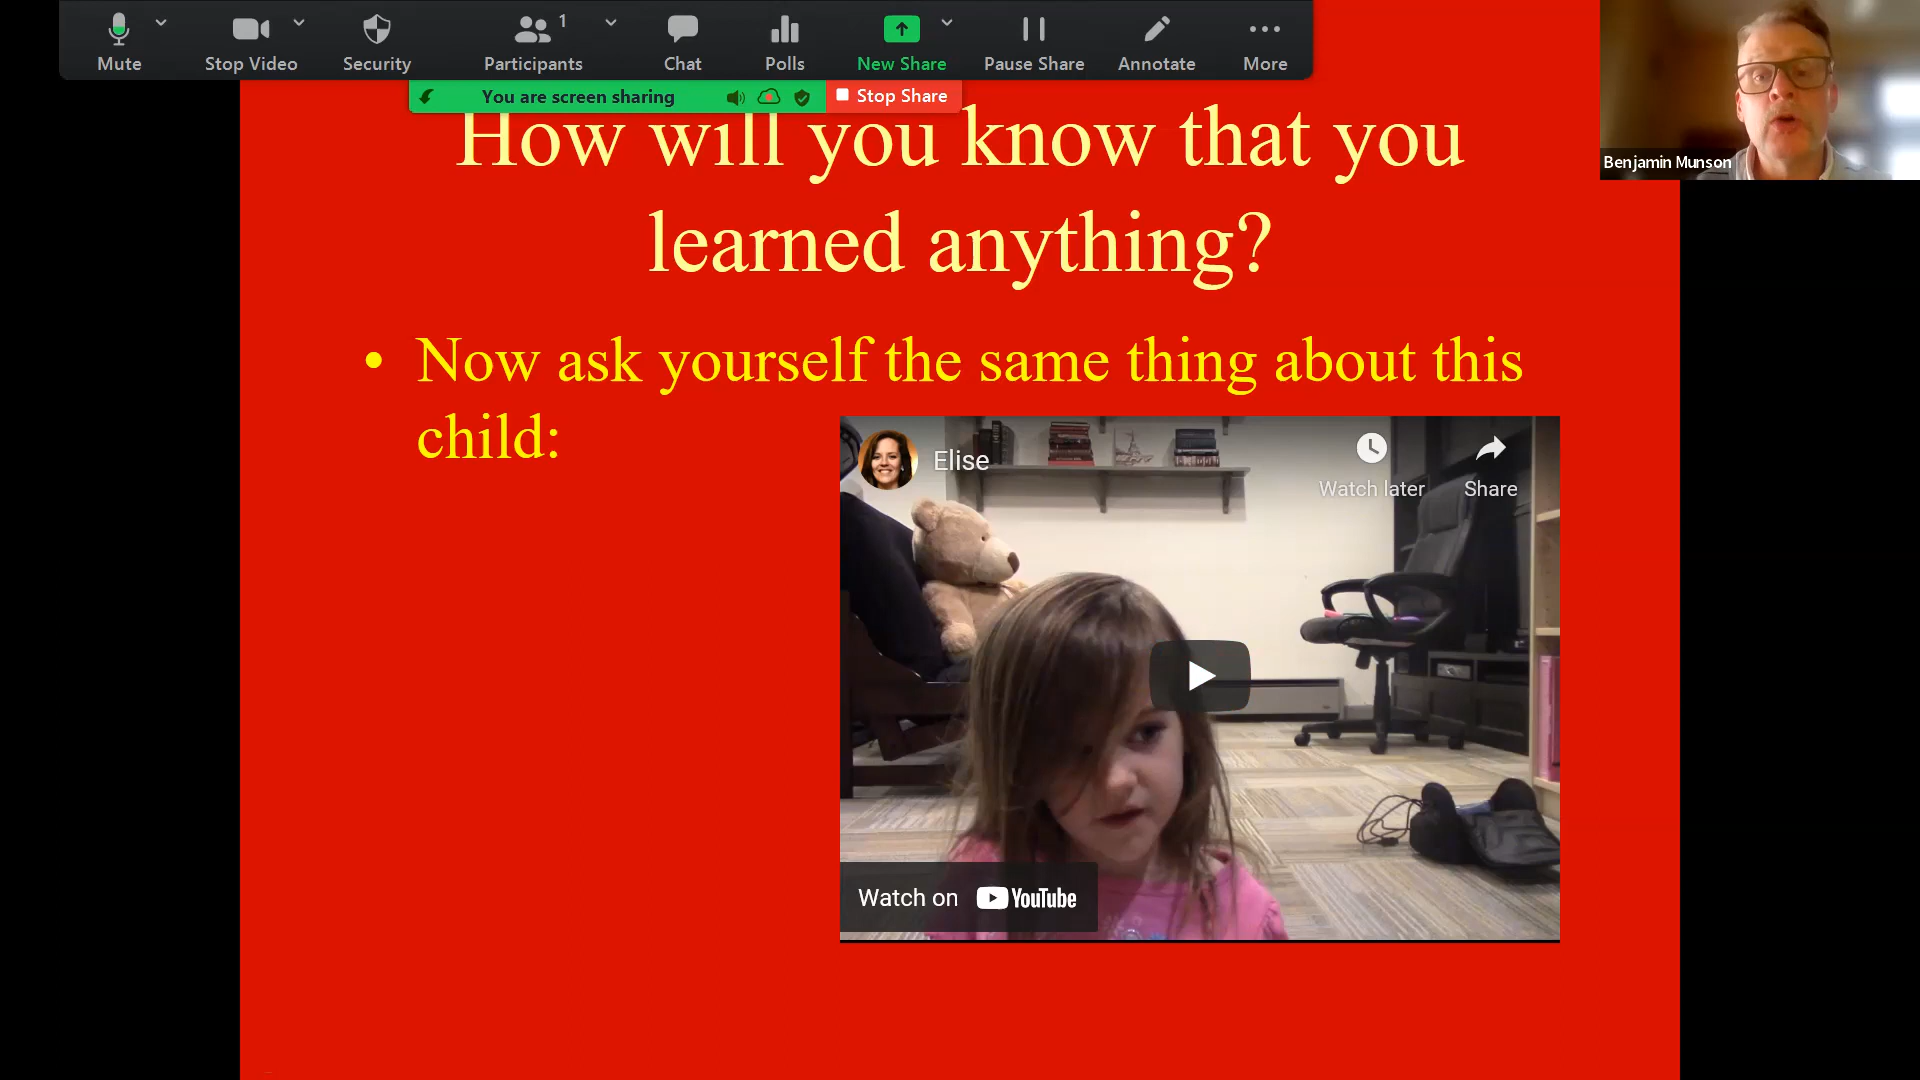 Mute
Stop Video
Security
Participants
1
Chat
Polls
New Share
Pause Share
Annotate
More
You are screen sharing
Stop Share
Benjamin Munson
How will you know that you
learned anything?
• Now ask yourself the same thing about this
child:
Elise
Watch later
Share
Watch on YouTube